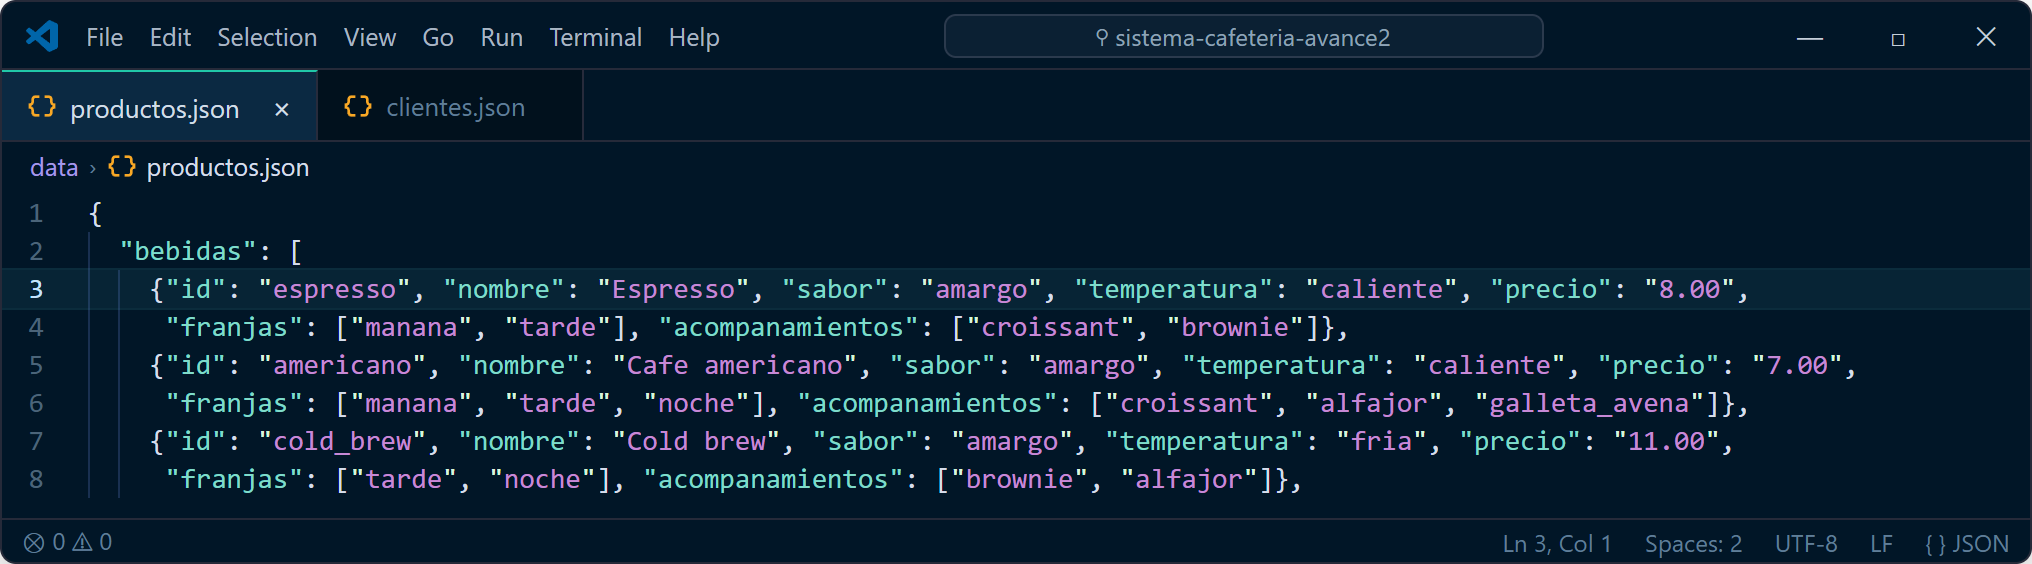 File Edit Selection View Go Run Terminal Help sistema-cafeteria-avance2
{} productos.json × {} clientes.json
data › {} productos.json
1 {
2 "bebidas": [
3 {"id": "espresso", "nombre": "Espresso", "sabor": "amargo", "temperatura": "caliente", "precio": "8.00",
4 "franjas": ["manana", "tarde"], "acompanamientos": ["croissant", "brownie"]},
5 {"id": "americano", "nombre": "Cafe americano", "sabor": "amargo", "temperatura": "caliente", "precio": "7.00",
6 "franjas": ["manana", "tarde", "noche"], "acompanamientos": ["croissant", "alfajor", "galleta_avena"]},
7 {"id": "cold_brew", "nombre": "Cold brew", "sabor": "amargo", "temperatura": "fria", "precio": "11.00",
8 "franjas": ["tarde", "noche"], "acompanamientos": ["brownie", "alfajor"]},
0 0 Ln 3, Col 1 Spaces: 2 UTF-8 LF { } JSON